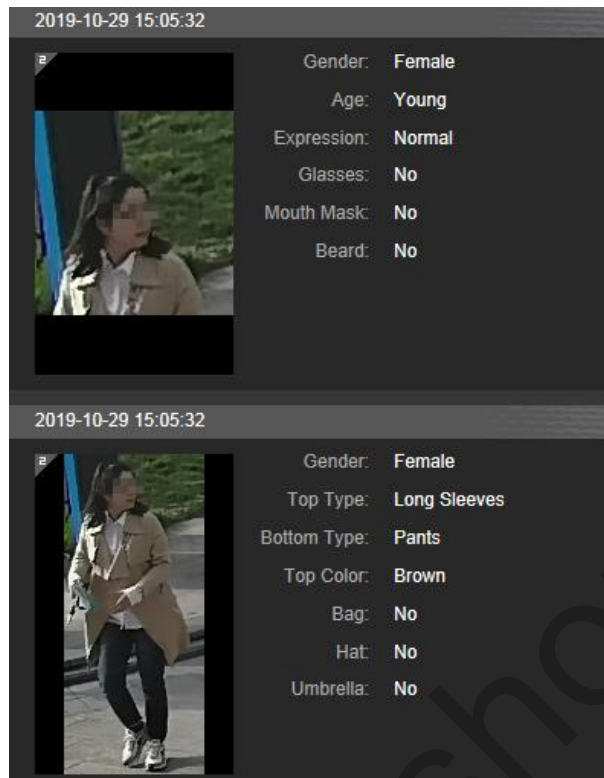 2019-10-29 15:05:32
2
Gender: Female
Age: Young
Expression: Normal
Glasses: No
Mouth Mask: No
Beard: No
2019-10-29 15:05:32
2
Gender: Female
Top Type: Long Sleeves
Bottom Type: Pants
Top Color: Brown
Bag: No
Hat: No
Umbrella: No